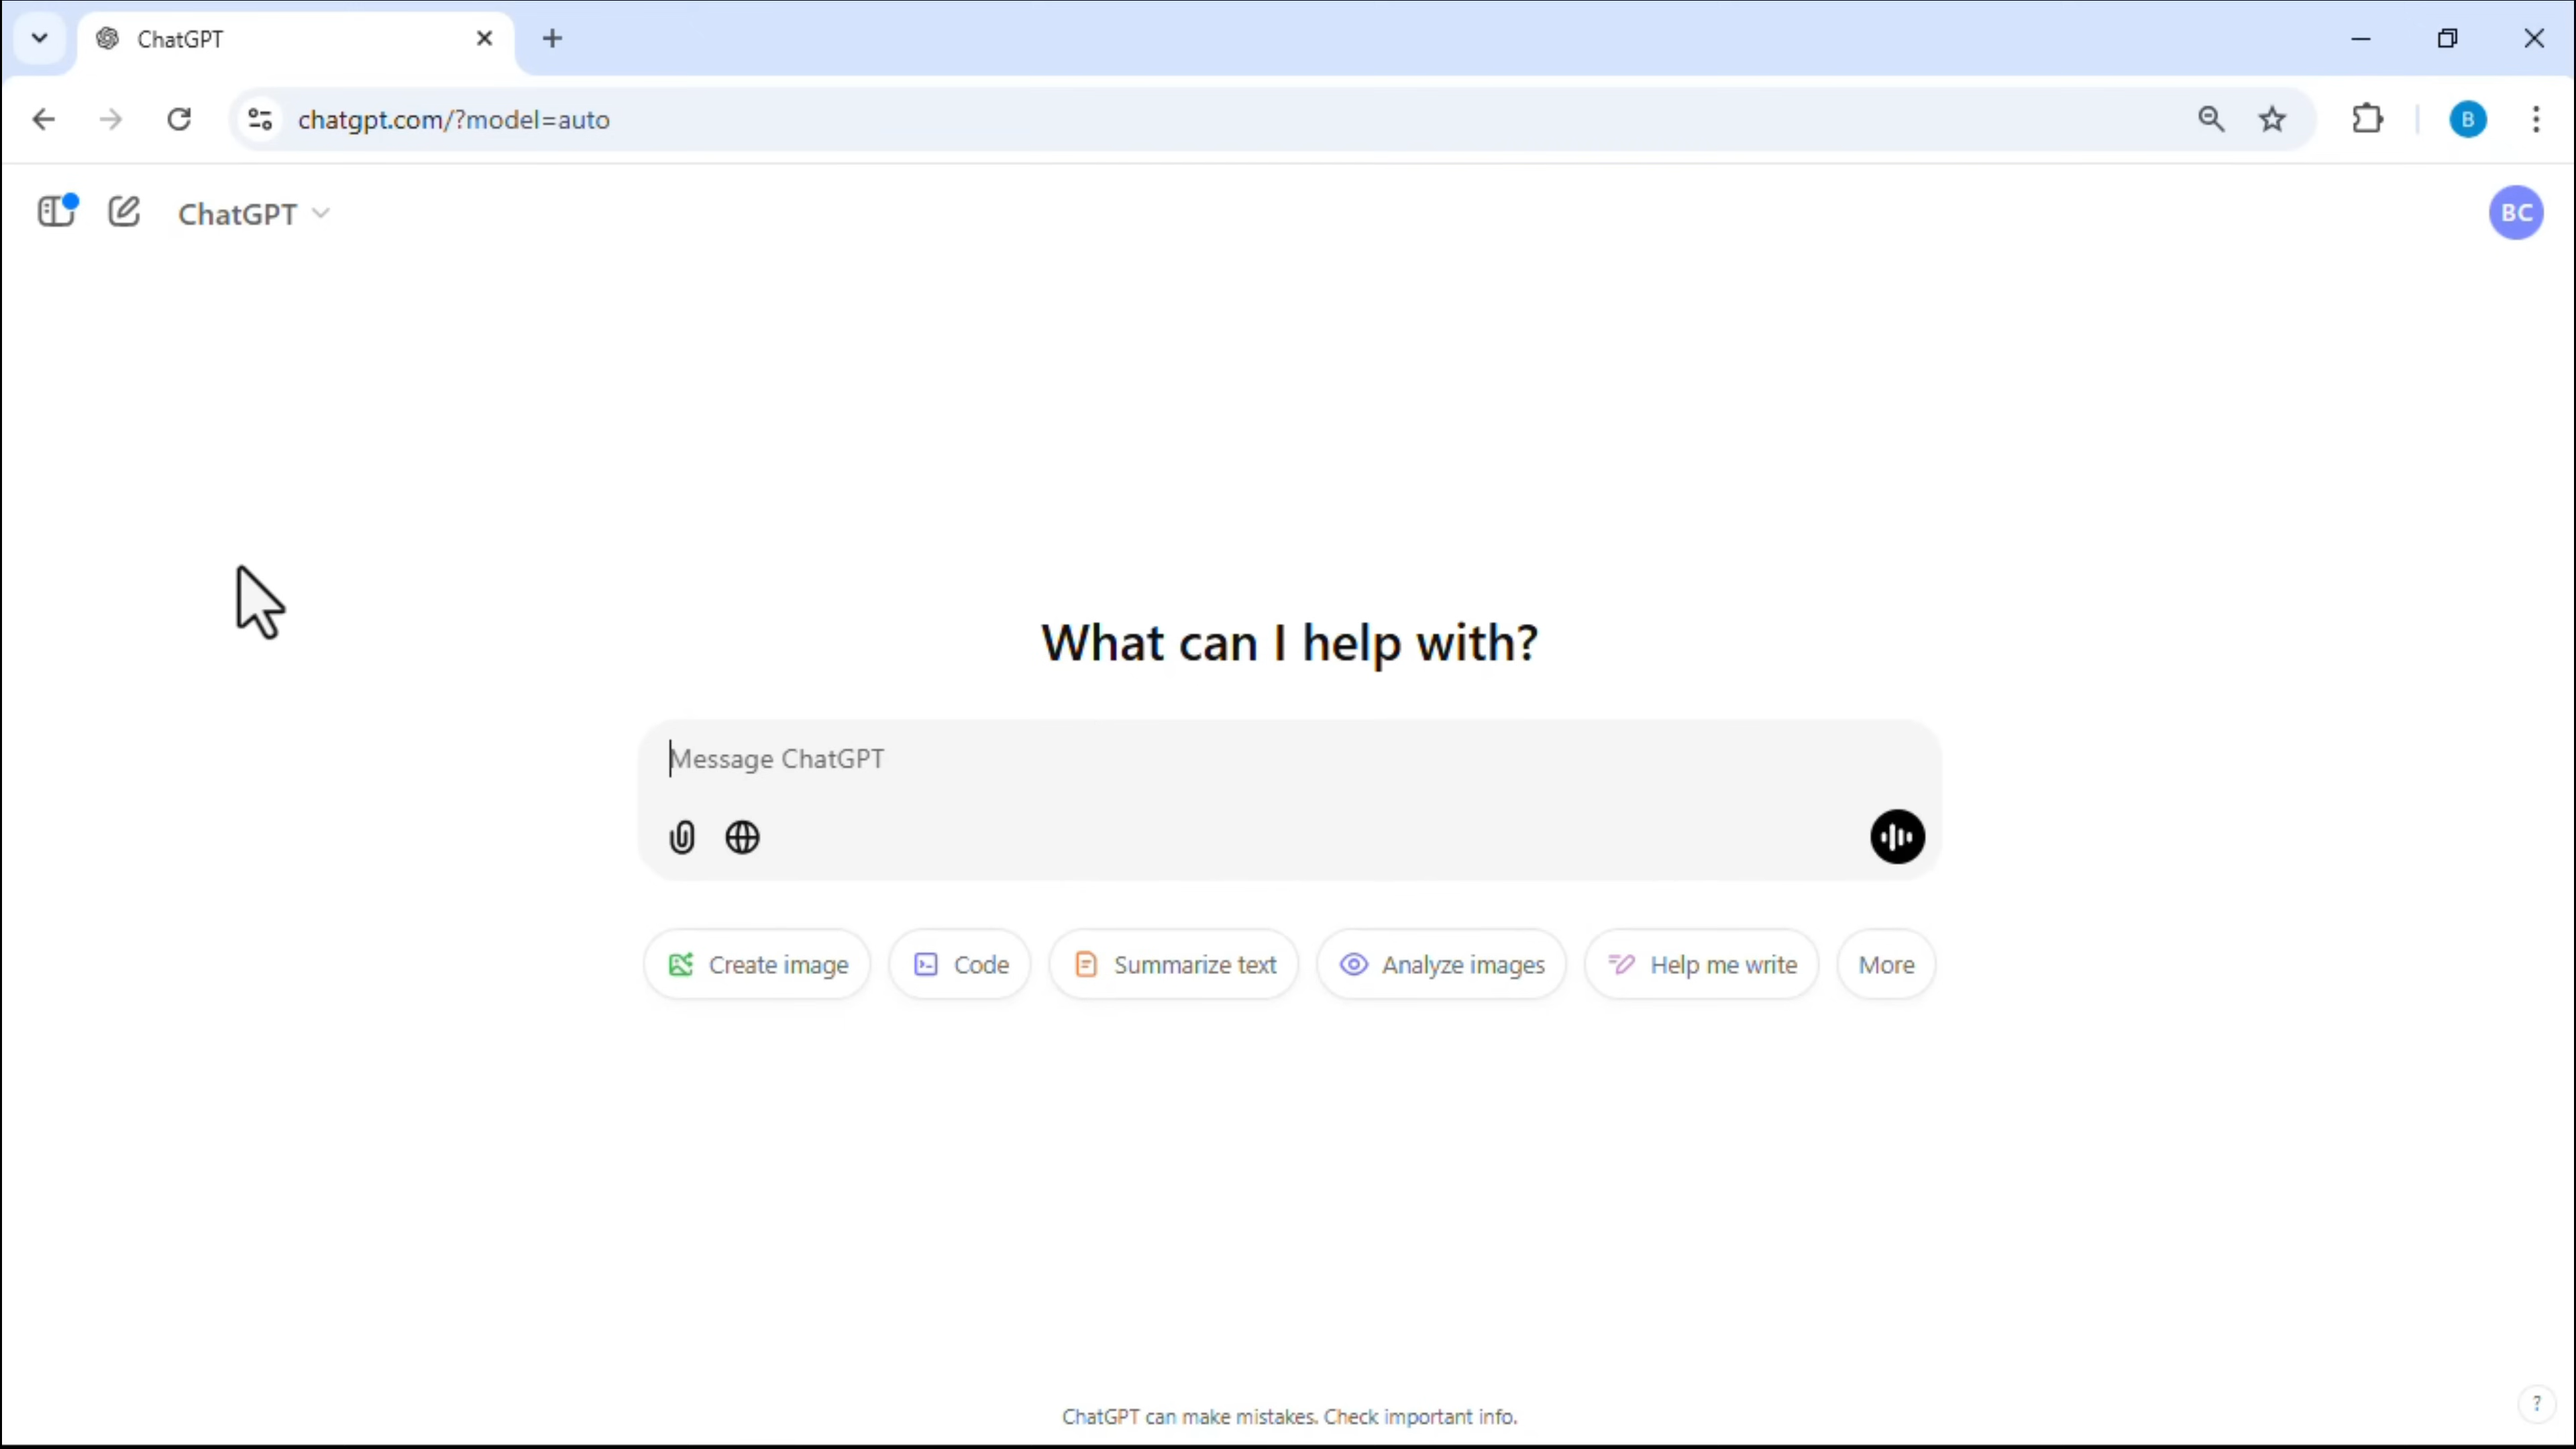 ChatGPT
chatgpt.com/?model=auto
B
ChatGPT
BC
What can I help with?
Message ChatGPT
Create image
Code
Summarize text
Analyze images
Help me write
More
ChatGPT can make mistakes. Check important info.
?